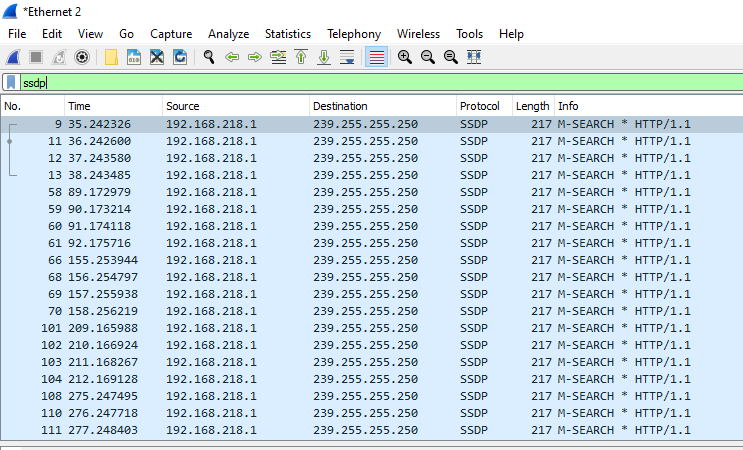 *Ethernet 2
File Edit View Go Capture Analyze Statistics Telephony Wireless Tools Help
ssdp
No. Time Source Destination Protocol Length Info
9 35.242326 192.168.218.1 239.255.255.250 SSDP 217 M-SEARCH * HTTP/1.1
11 36.242600 192.168.218.1 239.255.255.250 SSDP 217 M-SEARCH * HTTP/1.1
12 37.243580 192.168.218.1 239.255.255.250 SSDP 217 M-SEARCH * HTTP/1.1
13 38.243485 192.168.218.1 239.255.255.250 SSDP 217 M-SEARCH * HTTP/1.1
58 89.172979 192.168.218.1 239.255.255.250 SSDP 217 M-SEARCH * HTTP/1.1
59 90.173214 192.168.218.1 239.255.255.250 SSDP 217 M-SEARCH * HTTP/1.1
60 91.174118 192.168.218.1 239.255.255.250 SSDP 217 M-SEARCH * HTTP/1.1
61 92.175716 192.168.218.1 239.255.255.250 SSDP 217 M-SEARCH * HTTP/1.1
66 155.253944 192.168.218.1 239.255.255.250 SSDP 217 M-SEARCH * HTTP/1.1
68 156.254797 192.168.218.1 239.255.255.250 SSDP 217 M-SEARCH * HTTP/1.1
69 157.255938 192.168.218.1 239.255.255.250 SSDP 217 M-SEARCH * HTTP/1.1
70 158.256219 192.168.218.1 239.255.255.250 SSDP 217 M-SEARCH * HTTP/1.1
101 209.165988 192.168.218.1 239.255.255.250 SSDP 217 M-SEARCH * HTTP/1.1
102 210.166924 192.168.218.1 239.255.255.250 SSDP 217 M-SEARCH * HTTP/1.1
103 211.168267 192.168.218.1 239.255.255.250 SSDP 217 M-SEARCH * HTTP/1.1
104 212.169128 192.168.218.1 239.255.255.250 SSDP 217 M-SEARCH * HTTP/1.1
108 275.247495 192.168.218.1 239.255.255.250 SSDP 217 M-SEARCH * HTTP/1.1
110 276.247718 192.168.218.1 239.255.255.250 SSDP 217 M-SEARCH * HTTP/1.1
111 277.248403 192.168.218.1 239.255.255.250 SSDP 217 M-SEARCH * HTTP/1.1